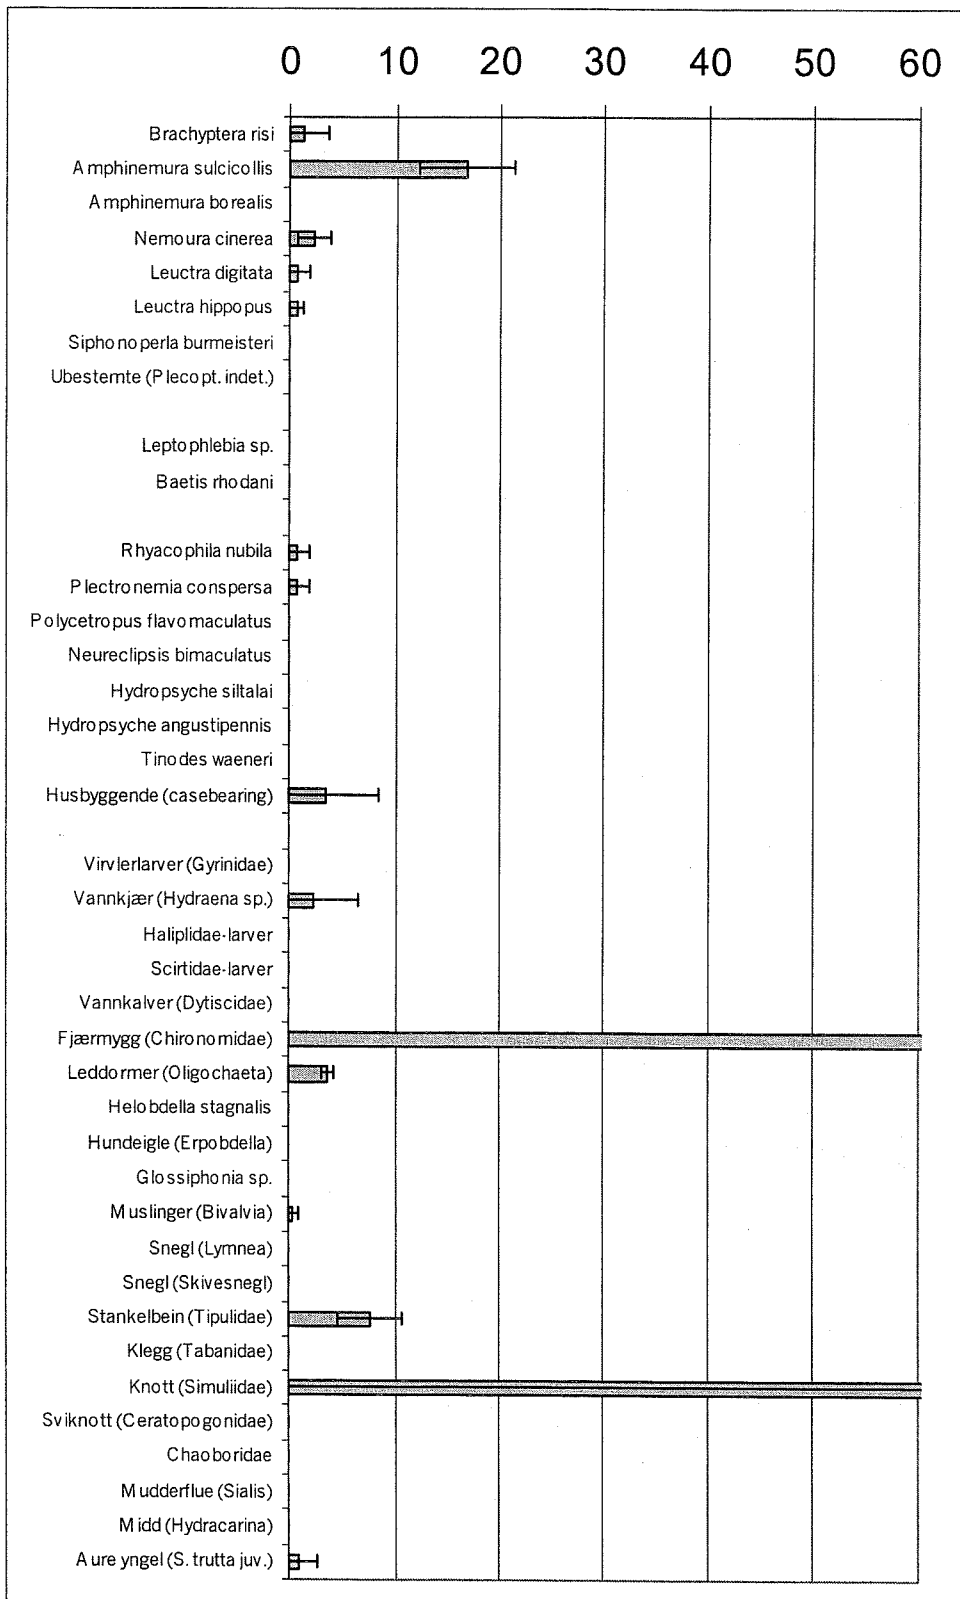 0 10 20 30 40 50 60
Brachyptera risi
Amphinemura sulcicollis
Amphinemura borealis
Nemoura cinerea
Leuctra digitata
Leuctra hippopus
Siphonoperla burmeisteri
Ubestemte (Plecopt. indet.)
Leptophlebia sp.
Baetis rhodani
Rhyacophila nubila
Plectronemia conspersa
Polycetropus flavomaculatus
Neureclipsis bimaculatus
Hydropsyche siltalai
Hydropsyche angustipennis
Tinodes waeneri
Husbyggende (casebearing)
Virvlerlarver (Gyrinidae)
Vannkjær (Hydraena sp.)
Haliplidae-larver
Scirtidae-larver
Vannkalver (Dytiscidae)
Fjærmygg (Chironomidae)
Leddormer (Oligochaeta)
Helobdella stagnalis
Hundeigle (Erpobdella)
Glossiphonia sp.
Muslinger (Bivalvia)
Snegl (Lymnea)
Snegl (Skivesnegl)
Stankelbein (Tipulidae)
Klegg (Tabanidae)
Knott (Simuliidae)
Sviknott (Ceratopogonidae)
Chaoboridae
Mudderflue (Sialis)
Midd (Hydracarina)
Aure yngel (S. trutta juv.)